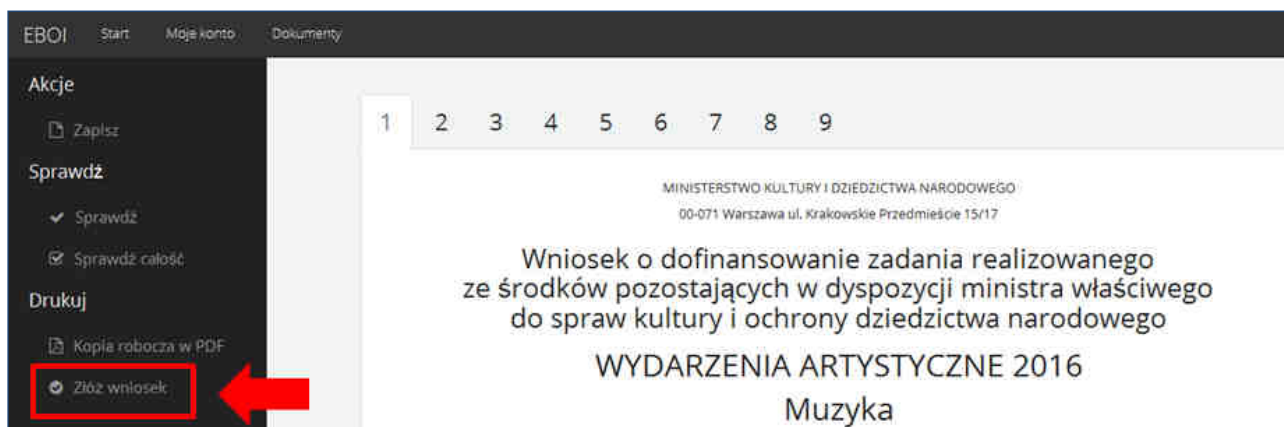 EBOI Start Moje konto Dokumenty
Akcje
Zapisz
Sprawdź
Sprawdź
Sprawdź całość
Drukuj
Kopia robocza w PDF
Złóż wniosek
1 2 3 4 5 6 7 8 9
MINISTERSTWO KULTURY I DZIEDZICTWA NARODOWEGO
00-071 Warszawa ul. Krakowskie Przedmieście 15/17
Wniosek o dofinansowanie zadania realizowanego
ze środków pozostających w dyspozycji ministra właściwego
do spraw kultury i ochrony dziedzictwa narodowego
WYDARZENIA ARTYSTYCZNE 2016
Muzyka